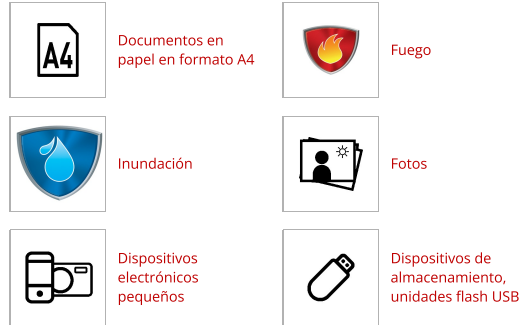 A4
Documentos en
papel en formato A4
Fuego
Inundación
Fotos
Dispositivos
electrónicos
pequeños
Dispositivos de
almacenamiento,
unidades flash USB